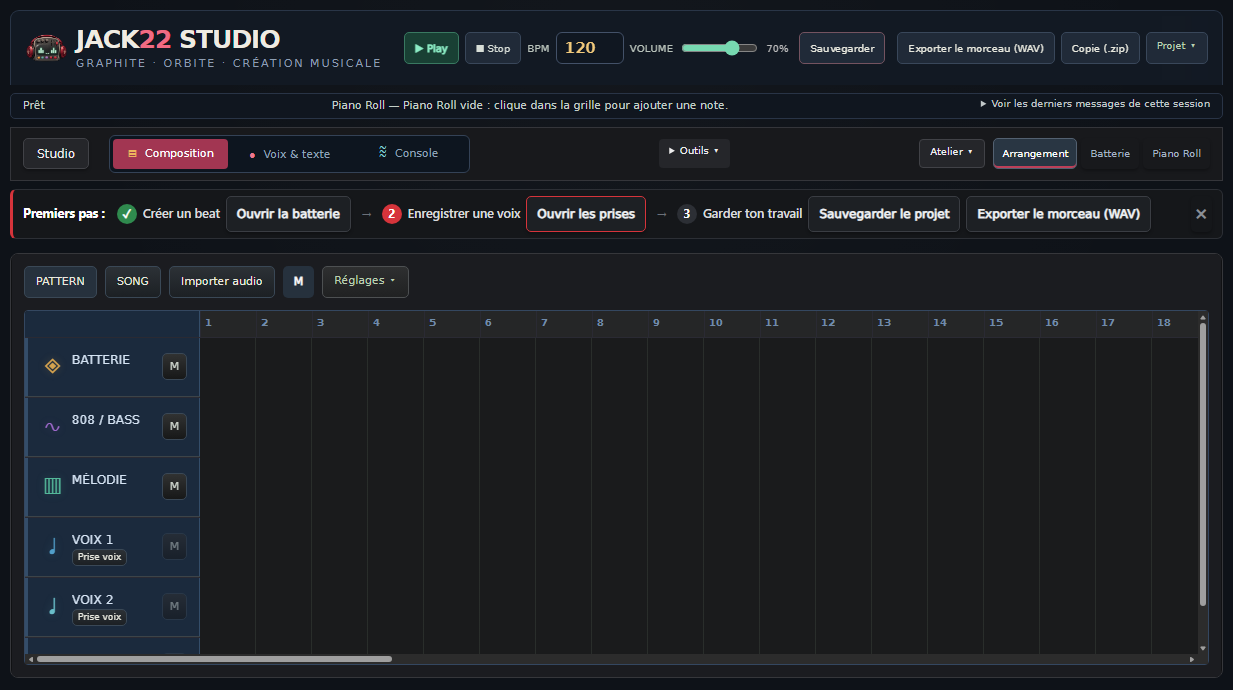 JACK22 STUDIO
GRAPHITE · ORBITE · CRÉATION MUSICALE
▶ Play
■ Stop
BPM
120
VOLUME
70%
Sauvegarder
Exporter le morceau (WAV)
Copie (.zip)
Projet ▾
Prêt
Piano Roll — Piano Roll vide : clique dans la grille pour ajouter une note.
▶ Voir les derniers messages de cette session
Studio
Composition
Voix & texte
Console
▶ Outils ▾
Atelier ▾
Arrangement
Batterie
Piano Roll
Premiers pas :
✓ Créer un beat
Ouvrir la batterie
→
2 Enregistrer une voix
Ouvrir les prises
→
3 Garder ton travail
Sauvegarder le projet
Exporter le morceau (WAV)
✕
PATTERN
SONG
Importer audio
M
Réglages ▾
1 2 3 4 5 6 7 8 9 10 11 12 13 14 15 16 17 18
BATTERIE
M
808 / BASS
M
MÉLODIE
M
VOIX 1
Prise voix
M
VOIX 2
Prise voix
M